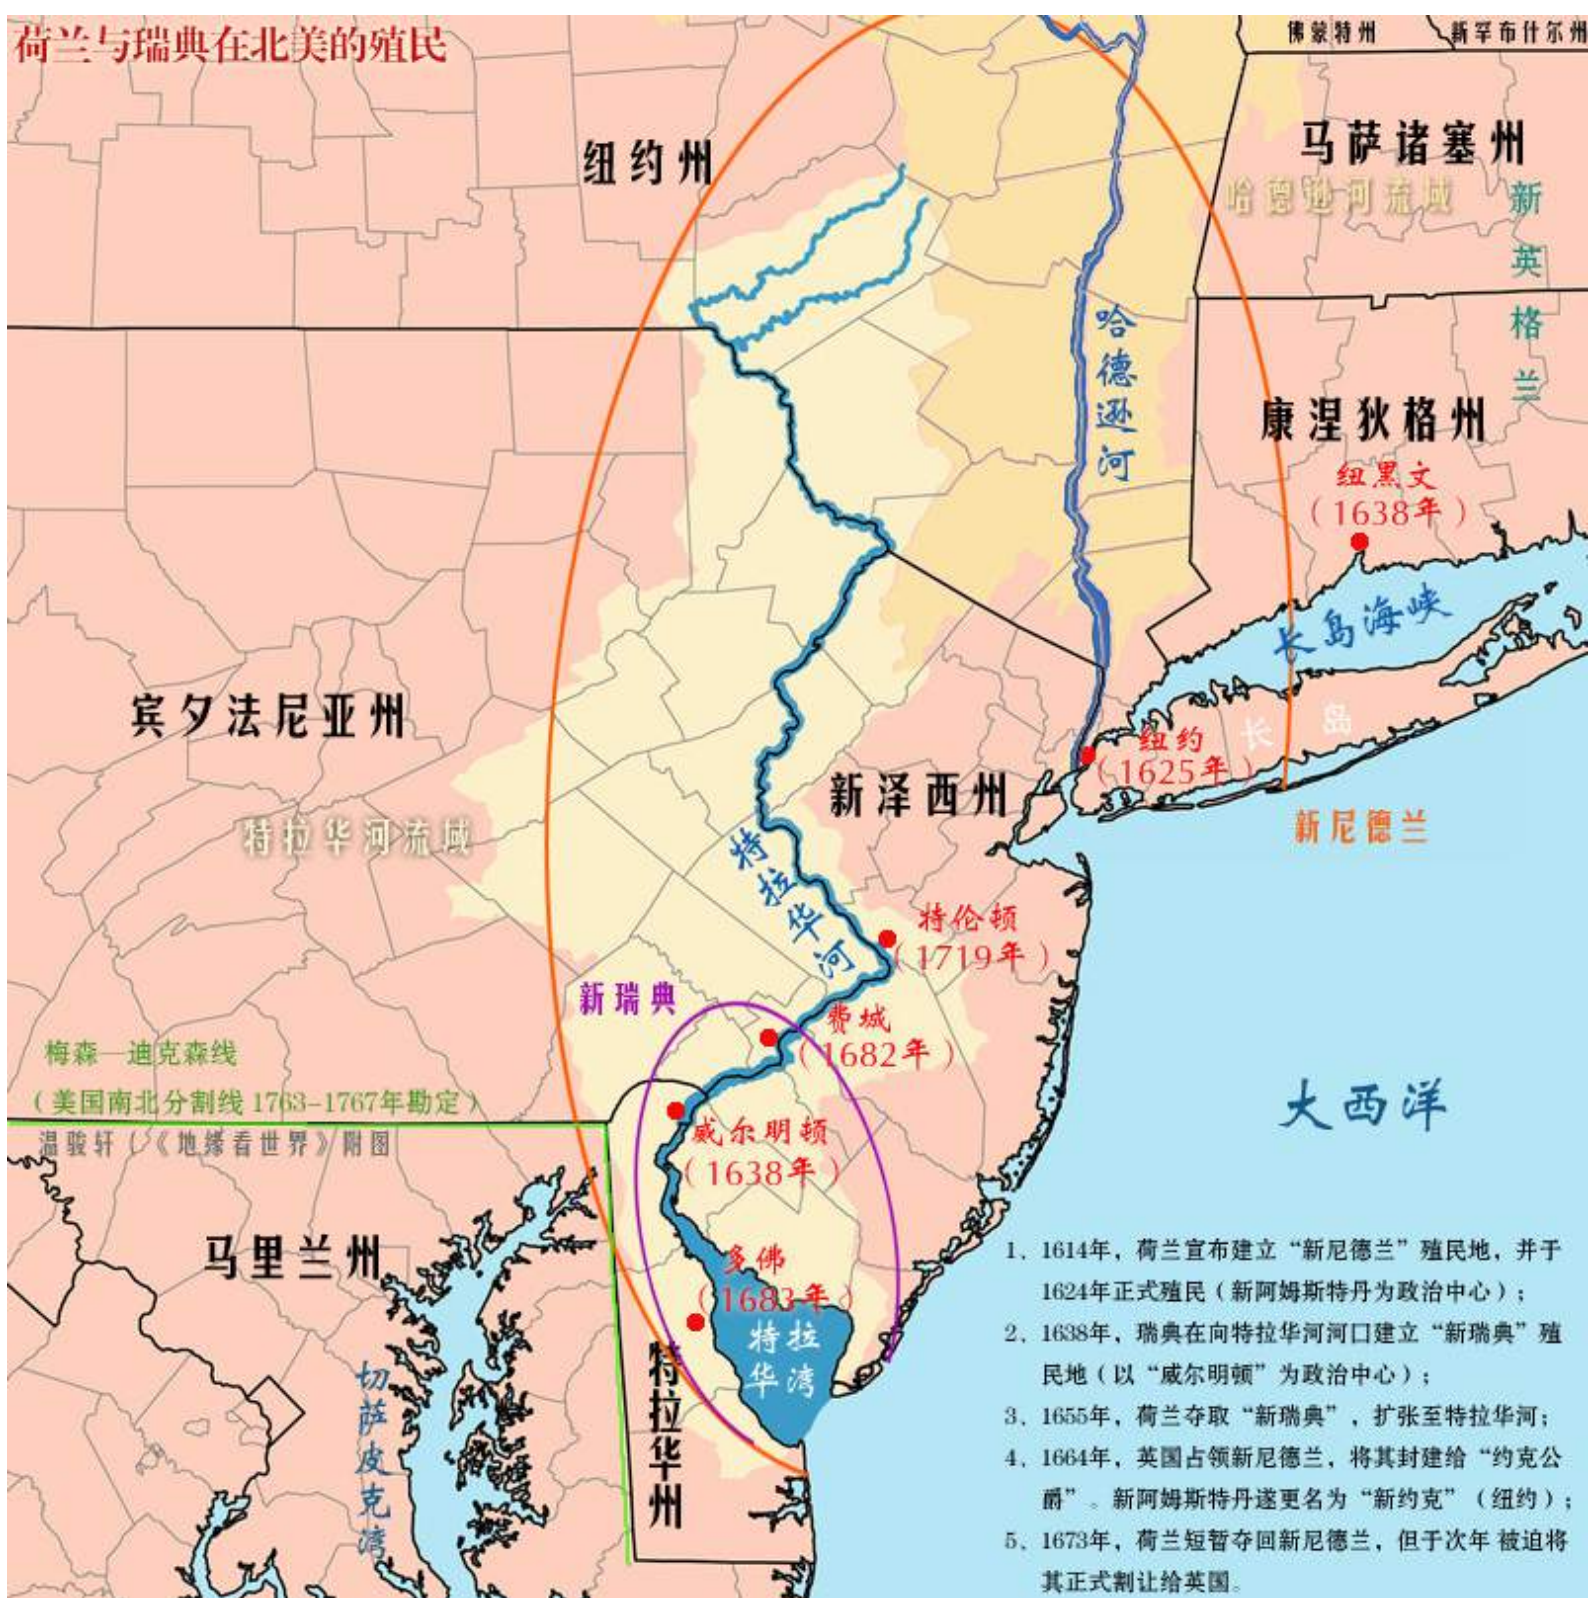 荷兰与瑞典在北美的殖民
佛蒙特州
新罕布什尔州
纽约州
马萨诸塞州
哈德逊河流域
新英格兰
哈德逊河
康涅狄格州
纽黑文
（1638年）
长岛海峡
宾夕法尼亚州
长岛
纽约
（1625年）
新泽西州
新尼德兰
特拉华河流域
特拉华河
特伦顿
（1719年）
新瑞典
费城
（1682年）
梅森—迪克森线
（美国南北分割线 1763-1767年勘定）
温骏轩（《地缘看世界》附图
大西洋
威尔明顿
（1638年）
马里兰州
多佛
（1683年）
特拉
华湾
特拉华州
切萨皮克湾
1、1614年，荷兰宣布建立“新尼德兰”殖民地，并于
1624年正式殖民（新阿姆斯特丹为政治中心）；
2、1638年，瑞典在向特拉华河河口建立“新瑞典”殖
民地（以“威尔明顿”为政治中心）；
3、1655年，荷兰夺取“新瑞典”，扩张至特拉华河；
4、1664年，英国占领新尼德兰，将其封建给“约克公
爵”。新阿姆斯特丹遂更名为“新约克”（纽约）；
5、1673年，荷兰短暂夺回新尼德兰，但于次年 被迫将
其正式割让给英国。